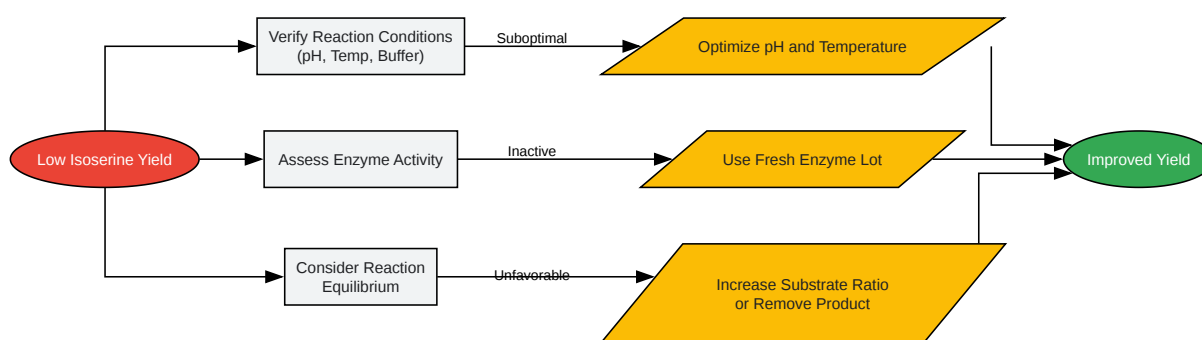 Verify Reaction Conditions
(pH, Temp, Buffer)
Suboptimal
Optimize pH and Temperature
Low Isoserine Yield
Assess Enzyme Activity
Inactive
Use Fresh Enzyme Lot
Improved Yield
Consider Reaction
Equilibrium
Unfavorable
Increase Substrate Ratio
or Remove Product